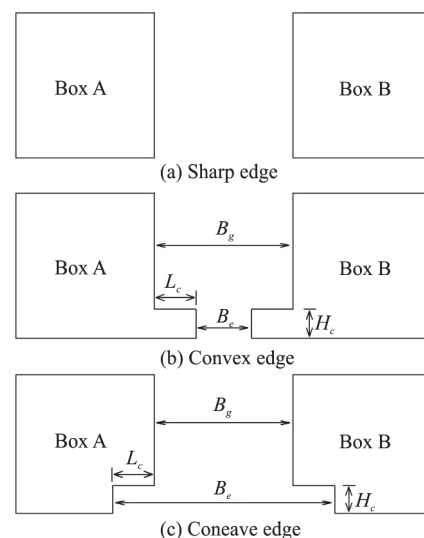 Box A Box B
(a) Sharp edge
Box A B_g Box B
L_c B_e H_c
(b) Convex edge
Box A B_g Box B
L_c B_e H_c
(c) Coneave edge